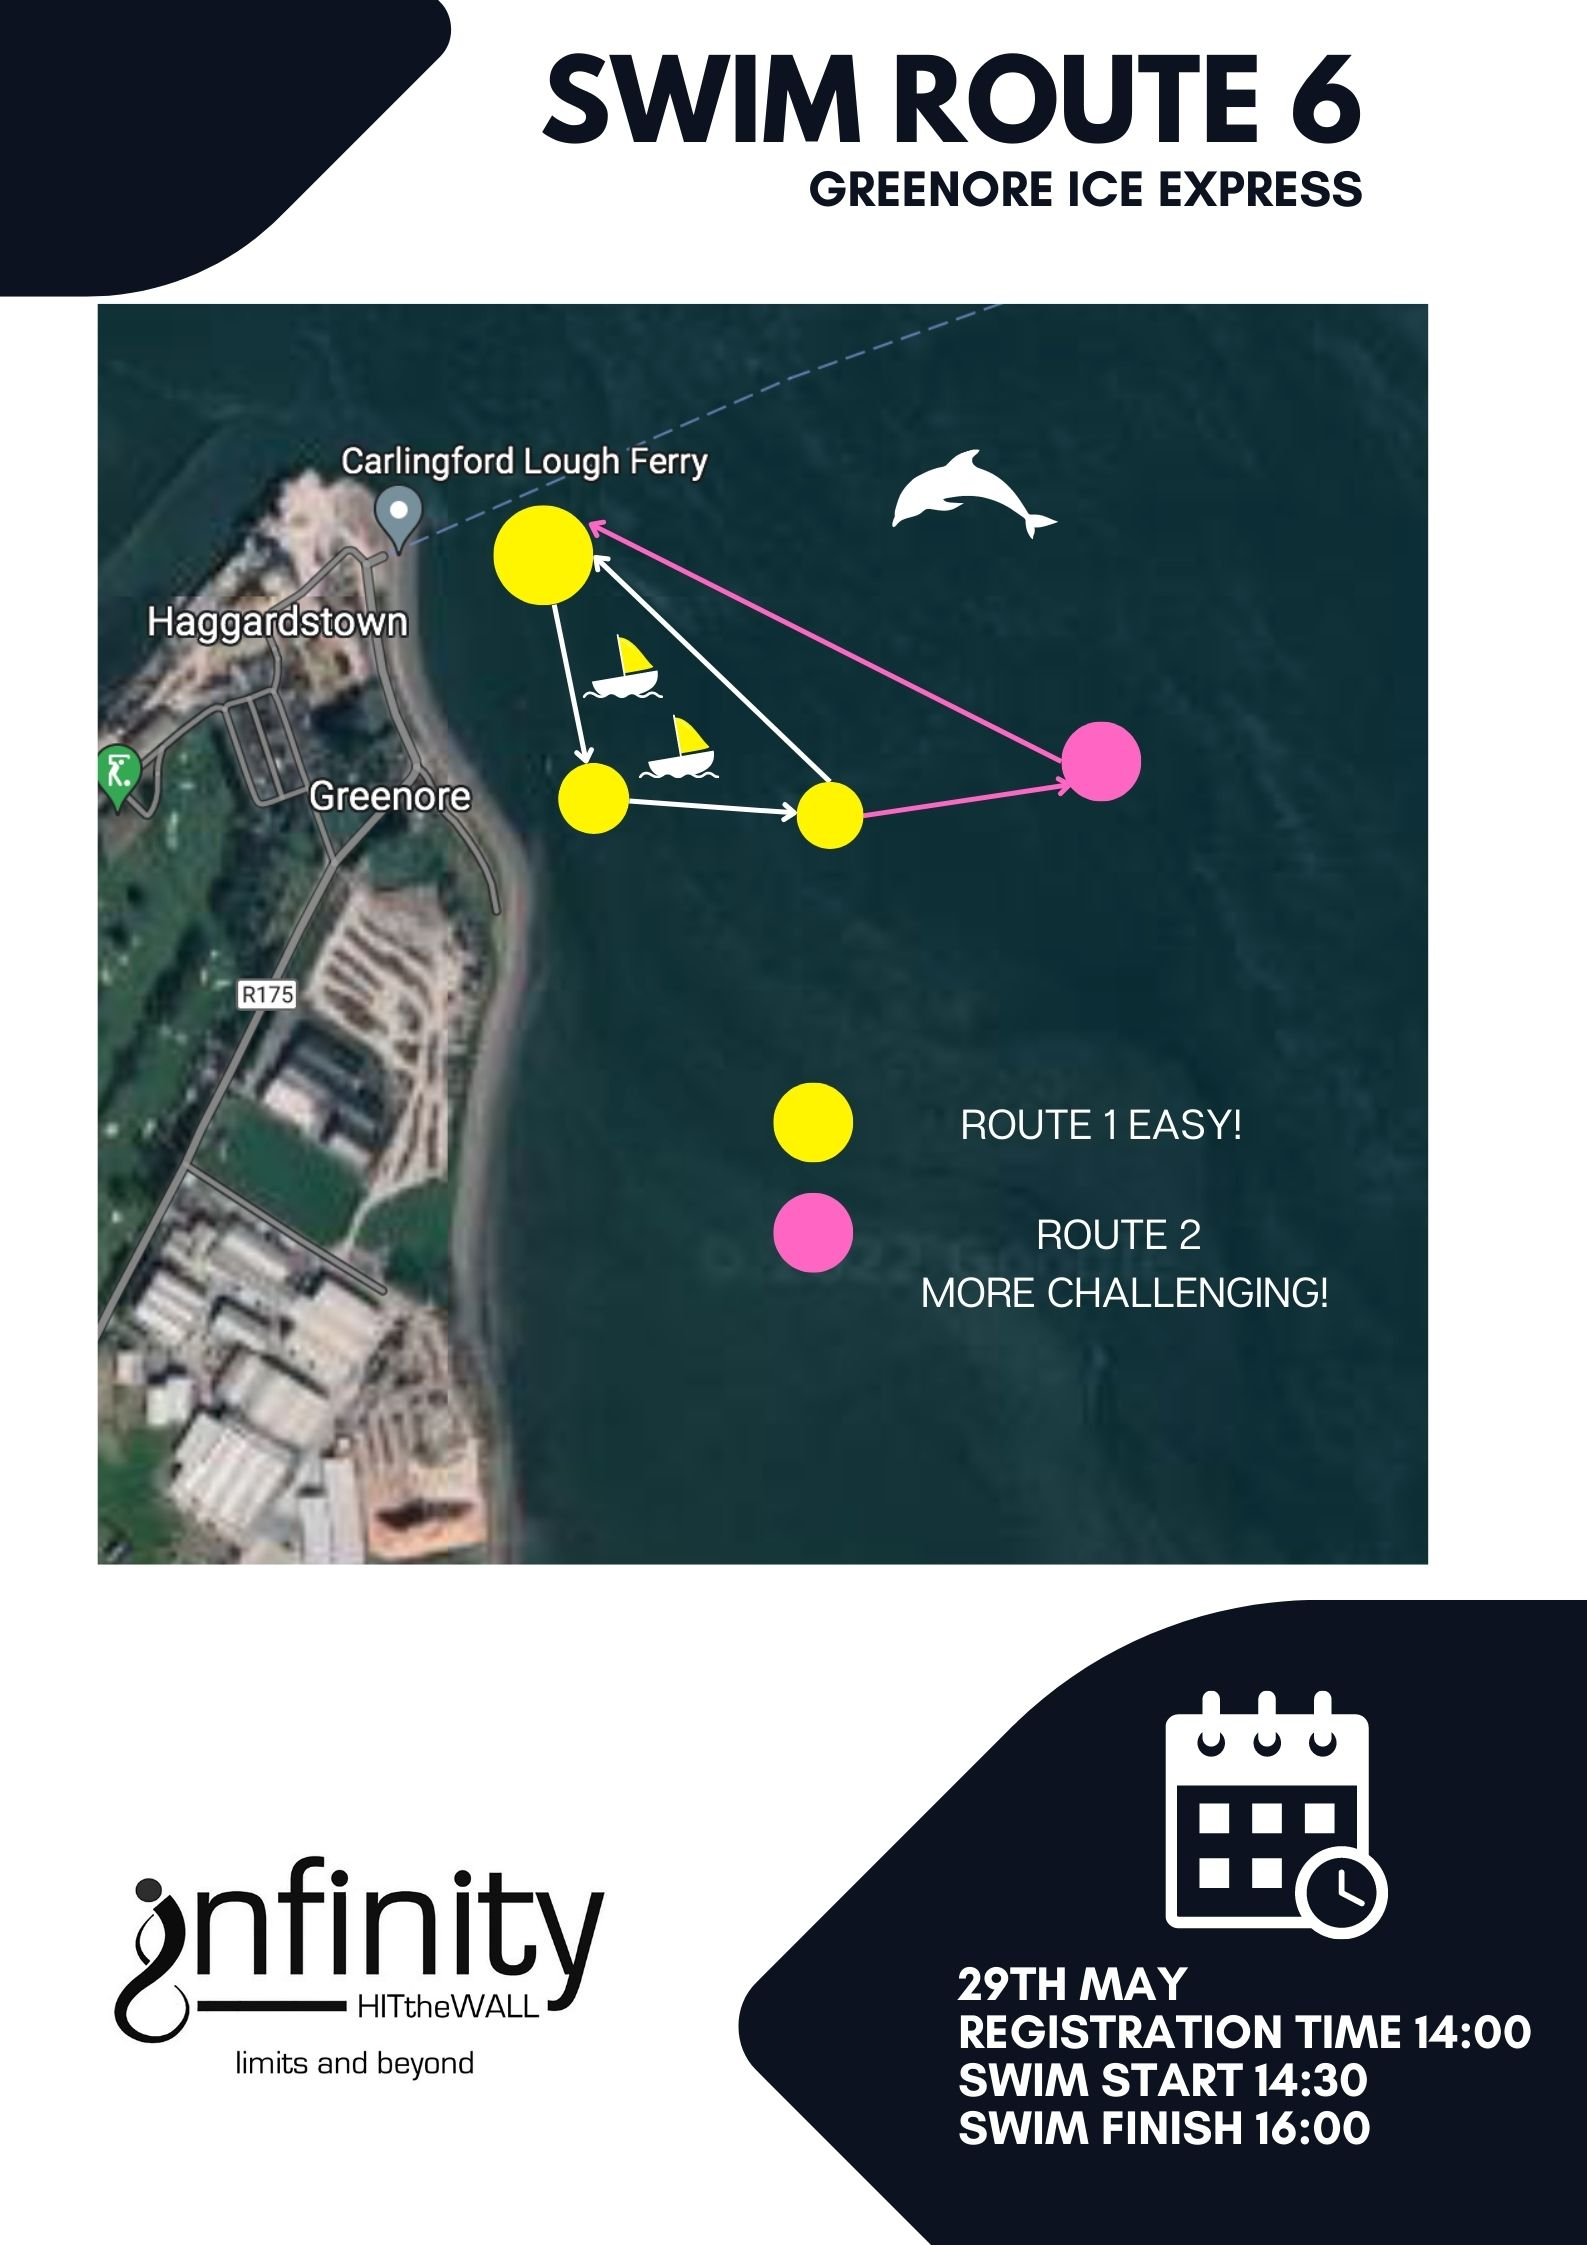 SWIM ROUTE 6
GREENORE ICE EXPRESS
Carlingford Lough Ferry
Haggardstown
Greenore
R175
ROUTE 1 EASY!
ROUTE 2
MORE CHALLENGING!
infinity
HITtheWALL
limits and beyond
29TH MAY
REGISTRATION TIME 14:00
SWIM START 14:30
SWIM FINISH 16:00